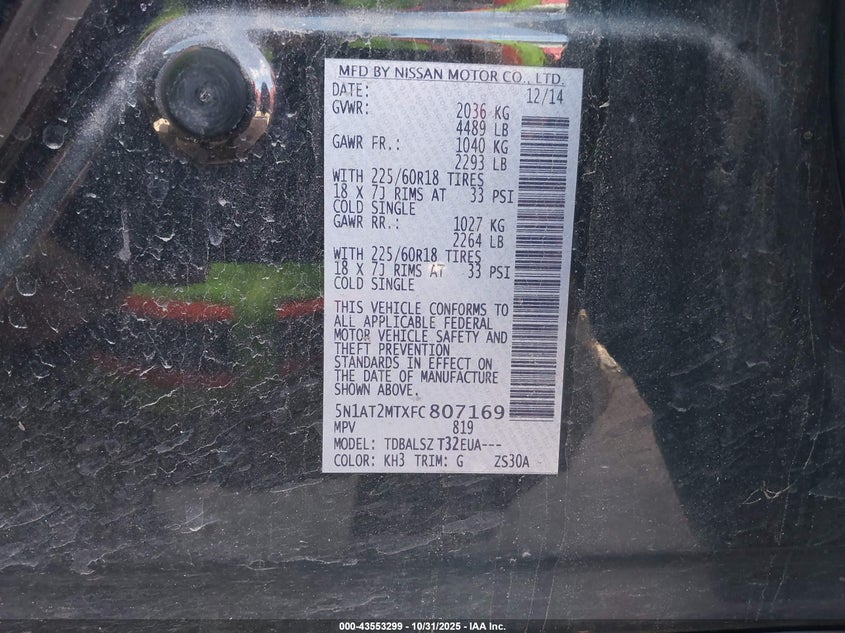 MFD BY NISSAN MOTOR CO., LTD.
DATE: 12/14
GVWR: 2036 KG
4489 LB
GAWR FR.: 1040 KG
2293 LB
WITH 225/60R18 TIRES
18 X 7J RIMS AT 33 PSI
COLD SINGLE
GAWR RR.: 1027 KG
2264 LB
WITH 225/60R18 TIRES
18 X 7J RIMS AT 33 PSI
COLD SINGLE
THIS VEHICLE CONFORMS TO
ALL APPLICABLE FEDERAL
MOTOR VEHICLE SAFETY AND
THEFT PREVENTION
STANDARDS IN EFFECT ON
THE DATE OF MANUFACTURE
SHOWN ABOVE.
5N1AT2MTXFC807169
MPV 819
MODEL: TDBALSZ T32EUA---
COLOR: KH3 TRIM: G ZS30A
000-43553299 - 10/31/2025 - IAA Inc.